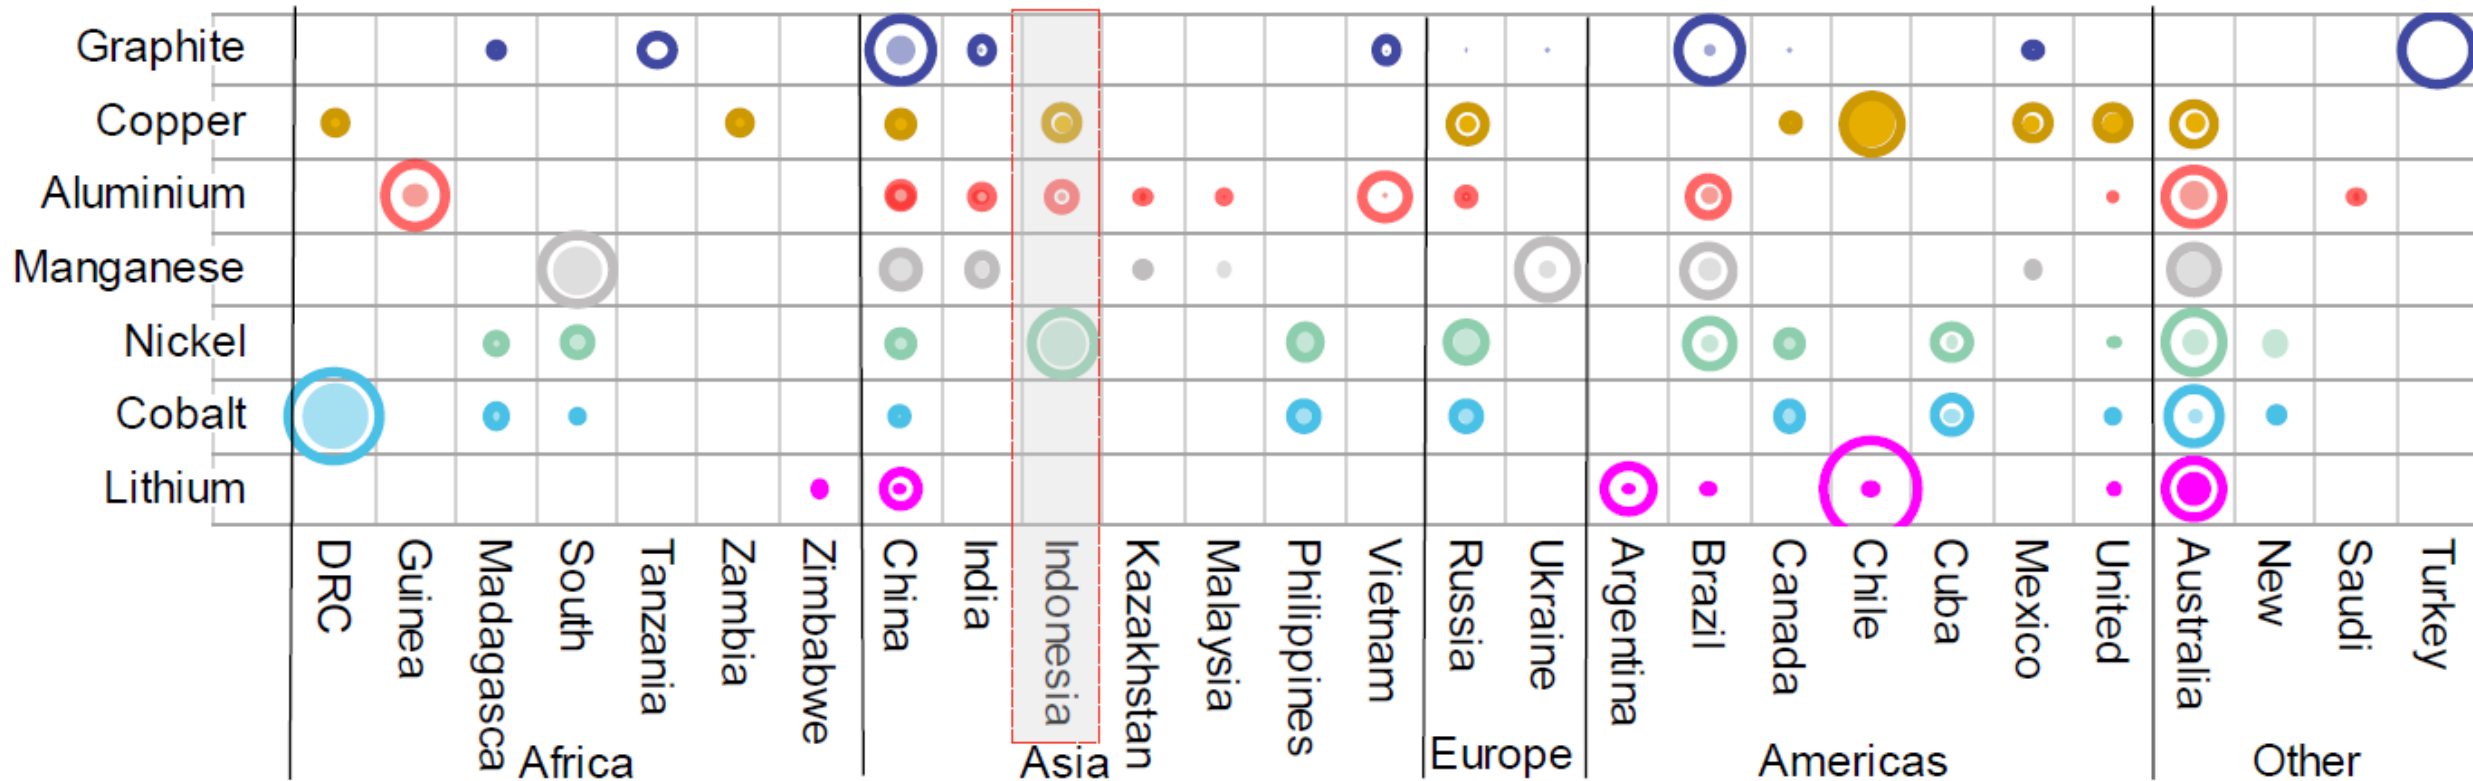 Graphite
Copper
Aluminium
Manganese
Nickel
Cobalt
Lithium
DRC
Guinea
Madagasca
South
Tanzania
Zambia
Zimbabwe
China
India
Indonesia
Kazakhstan
Malaysia
Philippines
Vietnam
Russia
Ukraine
Argentina
Brazil
Canada
Chile
Cuba
Mexico
United
Australia
New
Saudi
Turkey
Africa
Asia
Europe
Americas
Other